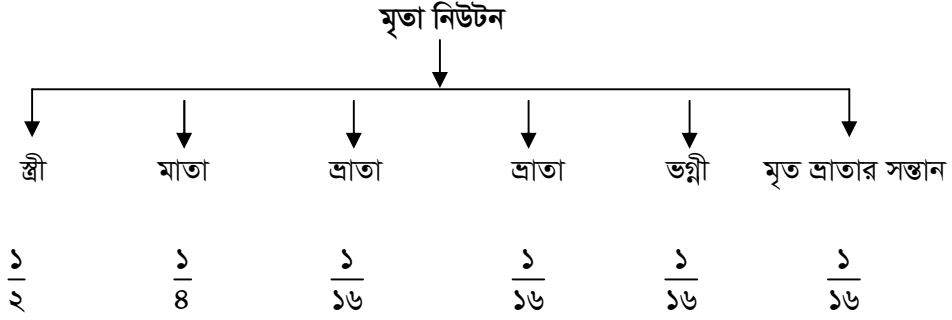 মৃতা নিউটন
স্ত্রী মাতা ভ্রাতা ভ্রাতা ভগ্নী মৃত ভ্রাতার সন্তান
১/২ ১/৪ ১/১৬ ১/১৬ ১/১৬ ১/১৬